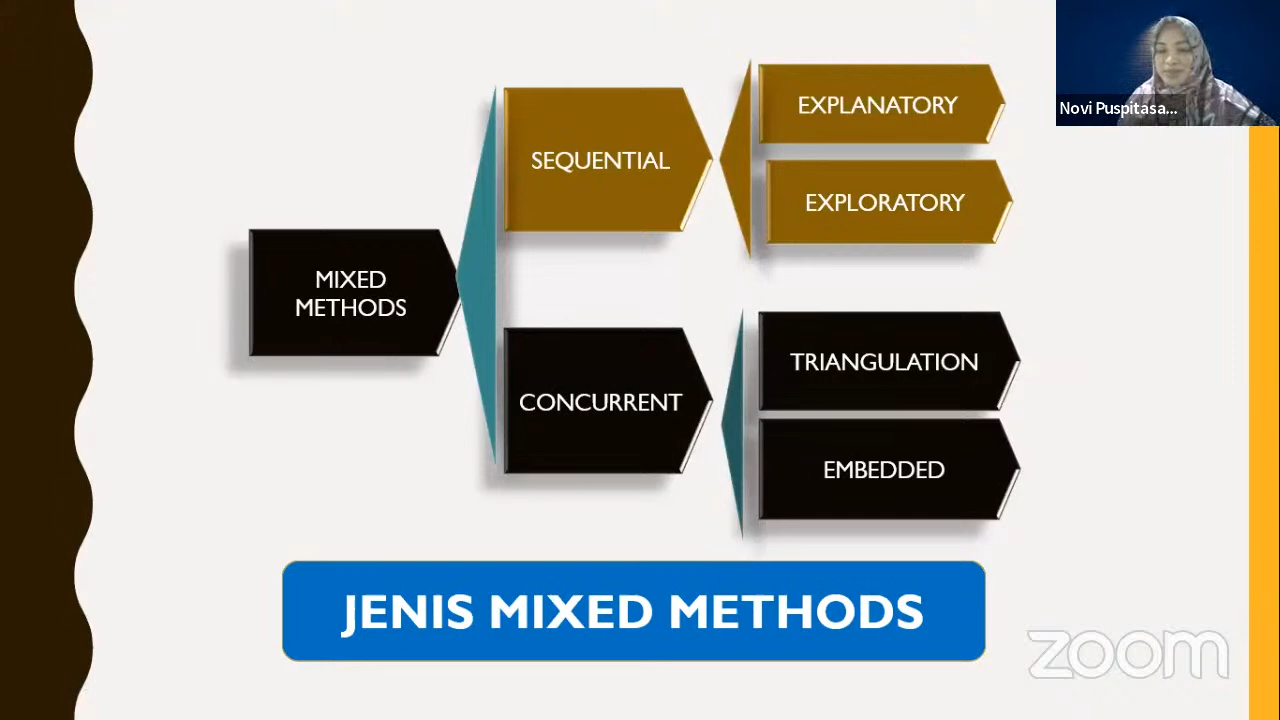 Novi Puspitasa...
EXPLANATORY
SEQUENTIAL
EXPLORATORY
MIXED
METHODS
TRIANGULATION
CONCURRENT
EMBEDDED
JENIS MIXED METHODS
zoom